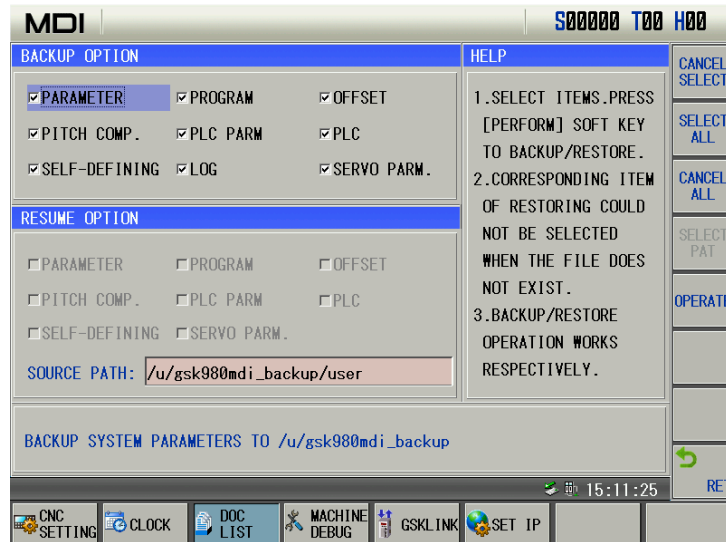 MDI
S00000 T00 H00
BACKUP OPTION
PARAMETER PROGRAM OFFSET
PITCH COMP. PLC PARM PLC
SELF-DEFINING LOG SERVO PARM.
RESUME OPTION
PARAMETER PROGRAM OFFSET
PITCH COMP. PLC PARM PLC
SELF-DEFINING SERVO PARM.
SOURCE PATH: /u/gsk980mdi_backup/user
BACKUP SYSTEM PARAMETERS TO /u/gsk980mdi_backup
HELP
1.SELECT ITEMS.PRESS
[PERFORM] SOFT KEY
TO BACKUP/RESTORE.
2.CORRESPONDING ITEM
OF RESTORING COULD
NOT BE SELECTED
WHEN THE FILE DOES
NOT EXIST.
3.BACKUP/RESTORE
OPERATION WORKS
RESPECTIVELY.
CANCEL
SELECT
SELECT
ALL
CANCEL
ALL
SELECT
PAT
OPERATE
RET
15:11:25
CNC
SETTING
CLOCK
DOC
LIST
MACHINE
DEBUG
GSKLINK
SET IP